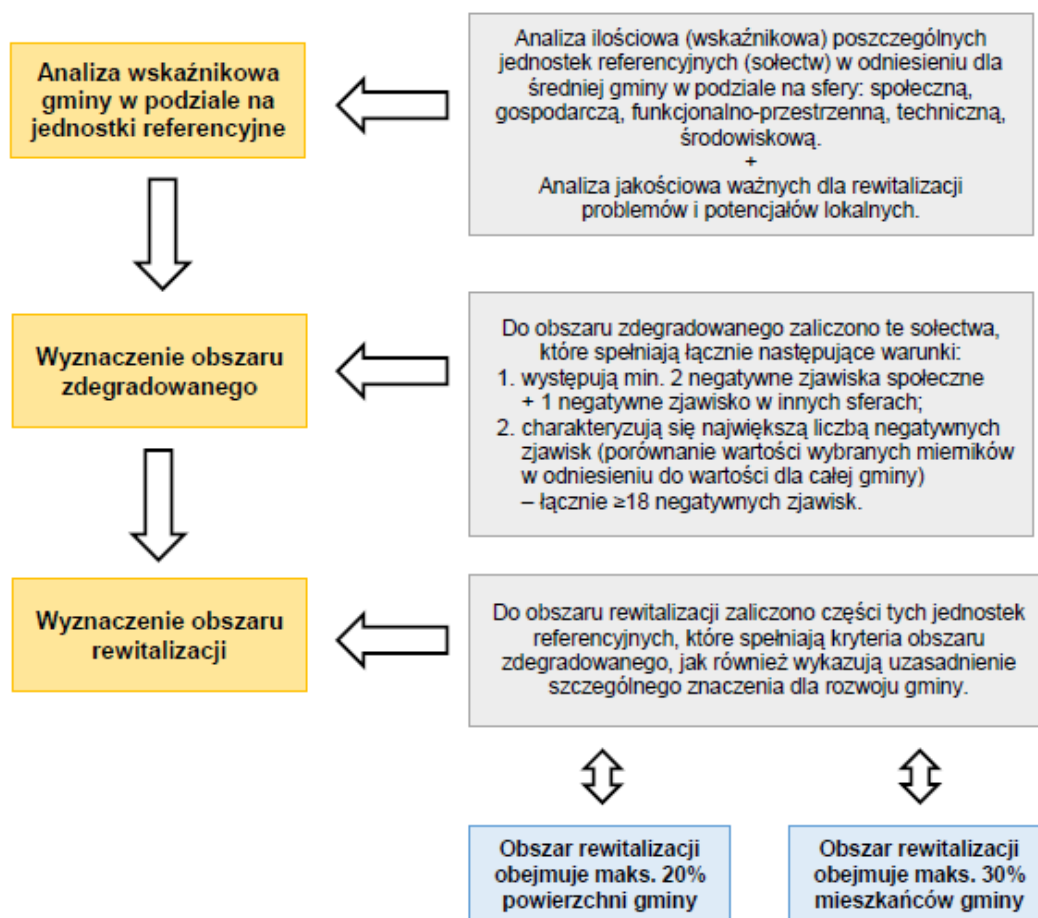 Analiza wskaźnikowa
gminy w podziale na
jednostki referencyjne
Analiza ilościowa (wskaźnikowa) poszczególnych
jednostek referencyjnych (sołectw) w odniesieniu dla
średniej gminy w podziale na sfery: społeczną,
gospodarczą, funkcjonalno-przestrzenną, techniczną,
środowiskową.
+
Analiza jakościowa ważnych dla rewitalizacji
problemów i potencjałów lokalnych.
Wyznaczenie obszaru
zdegradowanego
Do obszaru zdegradowanego zaliczono te sołectwa,
które spełniają łącznie następujące warunki:
1. występują min. 2 negatywne zjawiska społeczne
+ 1 negatywne zjawisko w innych sferach;
2. charakteryzują się największą liczbą negatywnych
zjawisk (porównanie wartości wybranych mierników
w odniesieniu do wartości dla całej gminy)
– łącznie ≥18 negatywnych zjawisk.
Wyznaczenie obszaru
rewitalizacji
Do obszaru rewitalizacji zaliczono części tych jednostek
referencyjnych, które spełniają kryteria obszaru
zdegradowanego, jak również wykazują uzasadnienie
szczególnego znaczenia dla rozwoju gminy.
Obszar rewitalizacji
obejmuje maks. 20%
powierzchni gminy
Obszar rewitalizacji
obejmuje maks. 30%
mieszkańców gminy